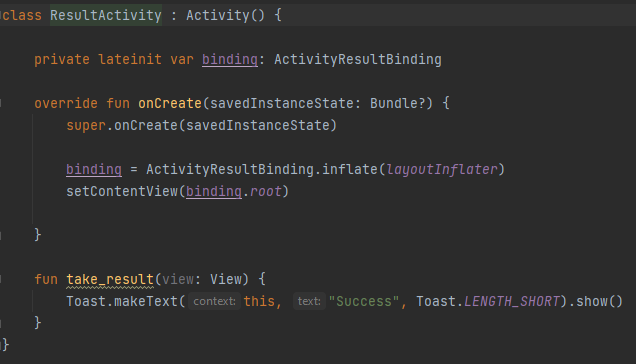 class ResultActivity : Activity() {
private lateinit var binding: ActivityResultBinding
override fun onCreate(savedInstanceState: Bundle?) {
super.onCreate(savedInstanceState)
binding = ActivityResultBinding.inflate(layoutInflater)
setContentView(binding.root)
}
fun take_result(view: View) {
Toast.makeText( context: this, text: "Success", Toast.LENGTH_SHORT).show()
}
}